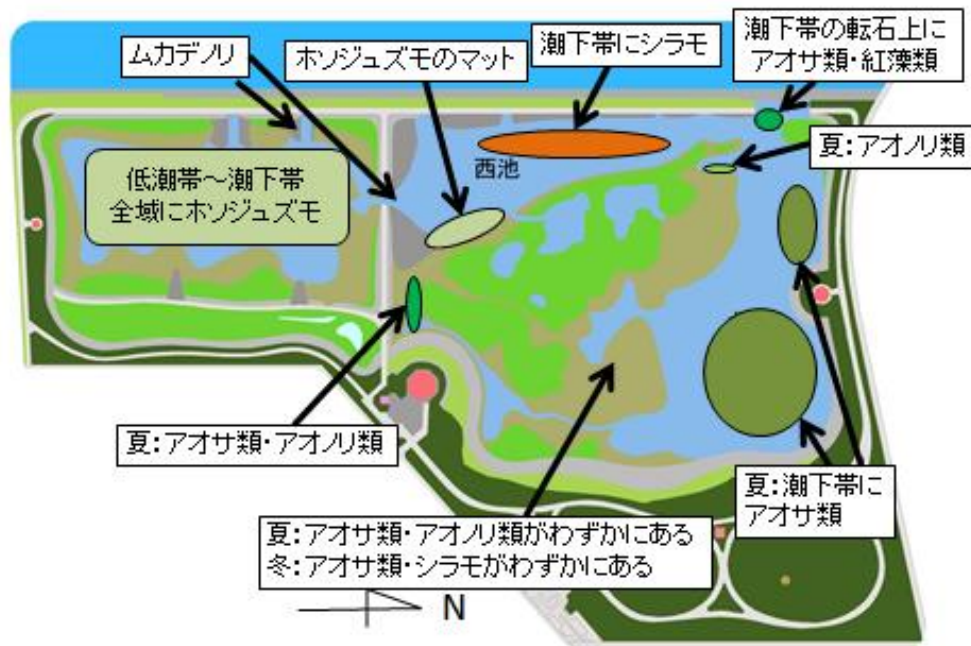 ムカデノリ
ホソジュズモのマット
潮下帯にシラモ
潮下帯の転石上に
アオサ類・紅藻類
夏:アオノリ類
低潮帯～潮下帯
全域にホソジュズモ
西池
夏:アオサ類・アオノリ類
夏:潮下帯に
アオサ類
夏:アオサ類・アオノリ類がわずかにある
冬:アオサ類・シラモがわずかにある
N